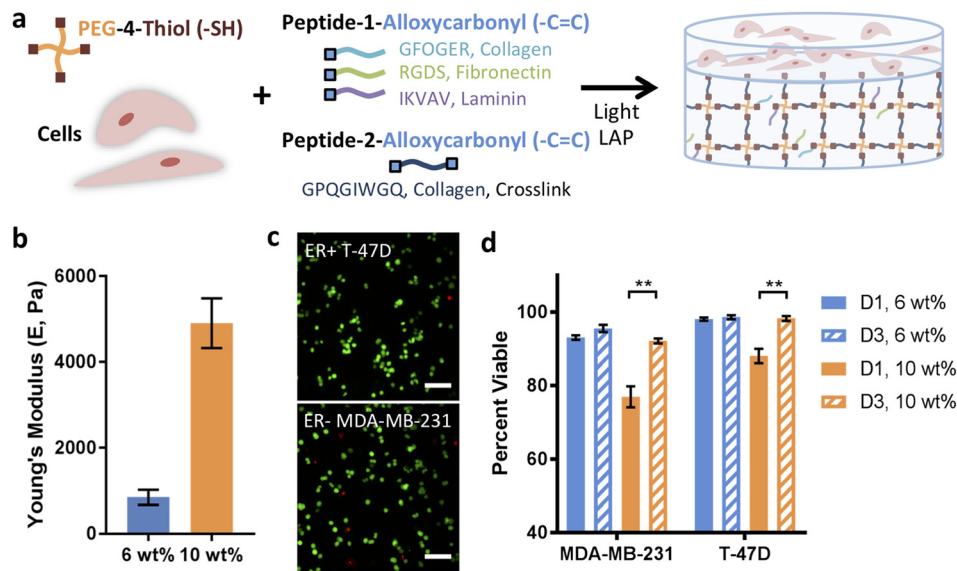 a
PEG-4-Thiol (-SH)
Cells
+
Peptide-1-Alloxycarbonyl (-C=C)
GFOGER, Collagen
RGDS, Fibronectin
IKVAV, Laminin
Peptide-2-Alloxycarbonyl (-C=C)
GPQGIWGQ, Collagen, Crosslink
Light
LAP
b
Young's Modulus (E, Pa)
6000
4000
2000
0
6 wt% 10 wt%
c
ER+ T-47D
ER- MDA-MB-231
d
Percent Viable
100
80
60
40
**
**
MDA-MB-231
T-47D
D1, 6 wt%
D3, 6 wt%
D1, 10 wt%
D3, 10 wt%